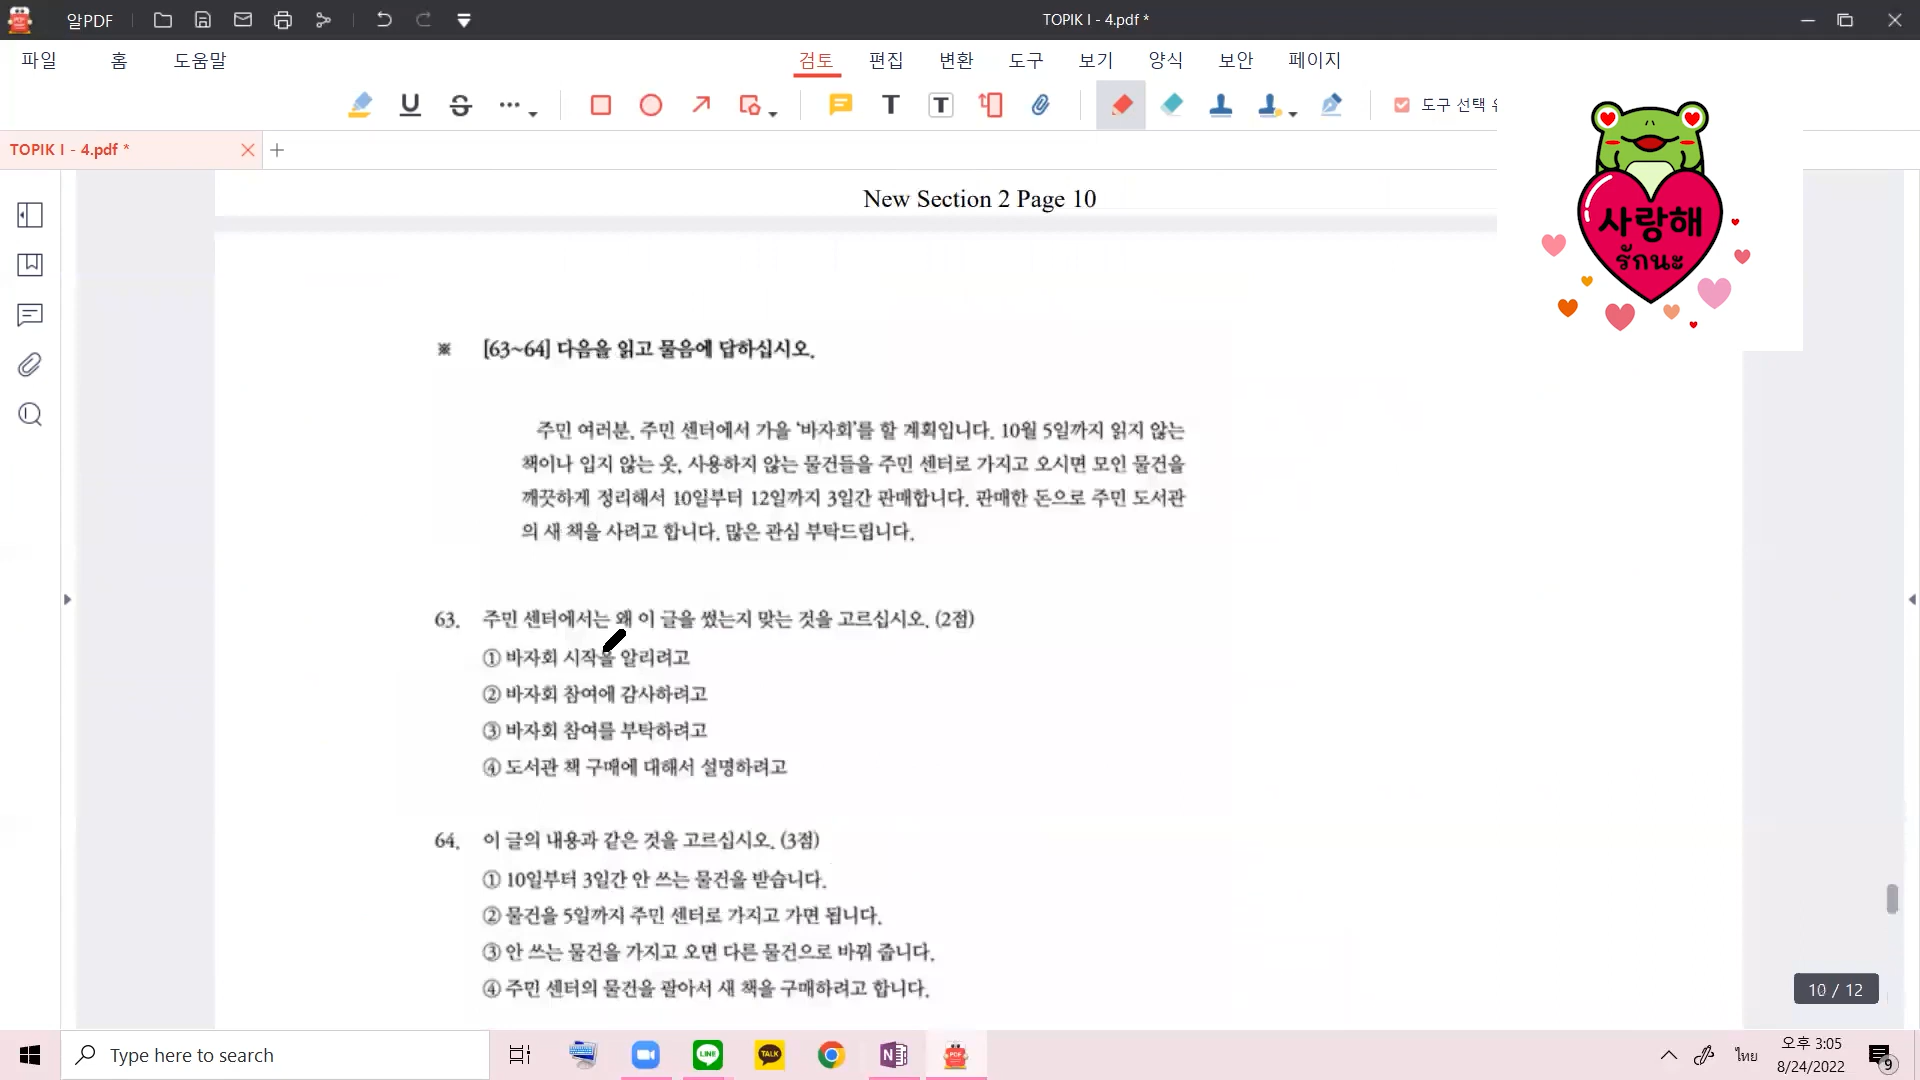 알PDF
TOPIK I - 4.pdf *
파일 홈 도움말 검토 편집 변환 도구 보기 양식 보안 페이지
도구 선택
TOPIK I - 4.pdf *
New Section 2 Page 10
사랑해
รักนะ
※ [63~64] 다음을 읽고 물음에 답하십시오.
주민 여러분, 주민 센터에서 가을 '바자회'를 할 계획입니다. 10월 5일까지 읽지 않는
책이나 입지 않는 옷, 사용하지 않는 물건들을 주민 센터로 가지고 오시면 모인 물건을
깨끗하게 정리해서 10일부터 12일까지 3일간 판매합니다. 판매한 돈으로 주민 도서관
의 새 책을 사려고 합니다. 많은 관심 부탁드립니다.
63. 주민 센터에서는 왜 이 글을 썼는지 맞는 것을 고르십시오. (2점)
① 바자회 시작을 알리려고
② 바자회 참여에 감사하려고
③ 바자회 참여를 부탁하려고
④ 도서관 책 구매에 대해서 설명하려고
64. 이 글의 내용과 같은 것을 고르십시오. (3점)
① 10일부터 3일간 안 쓰는 물건을 받습니다.
② 물건을 5일까지 주민 센터로 가지고 가면 됩니다.
③ 안 쓰는 물건을 가지고 오면 다른 물건으로 바꿔 줍니다.
④ 주민 센터의 물건을 팔아서 새 책을 구매하려고 합니다.
10 / 12
Type here to search
LINE
TALK
N
PDF
ไทย
오후 3:05
8/24/2022
9